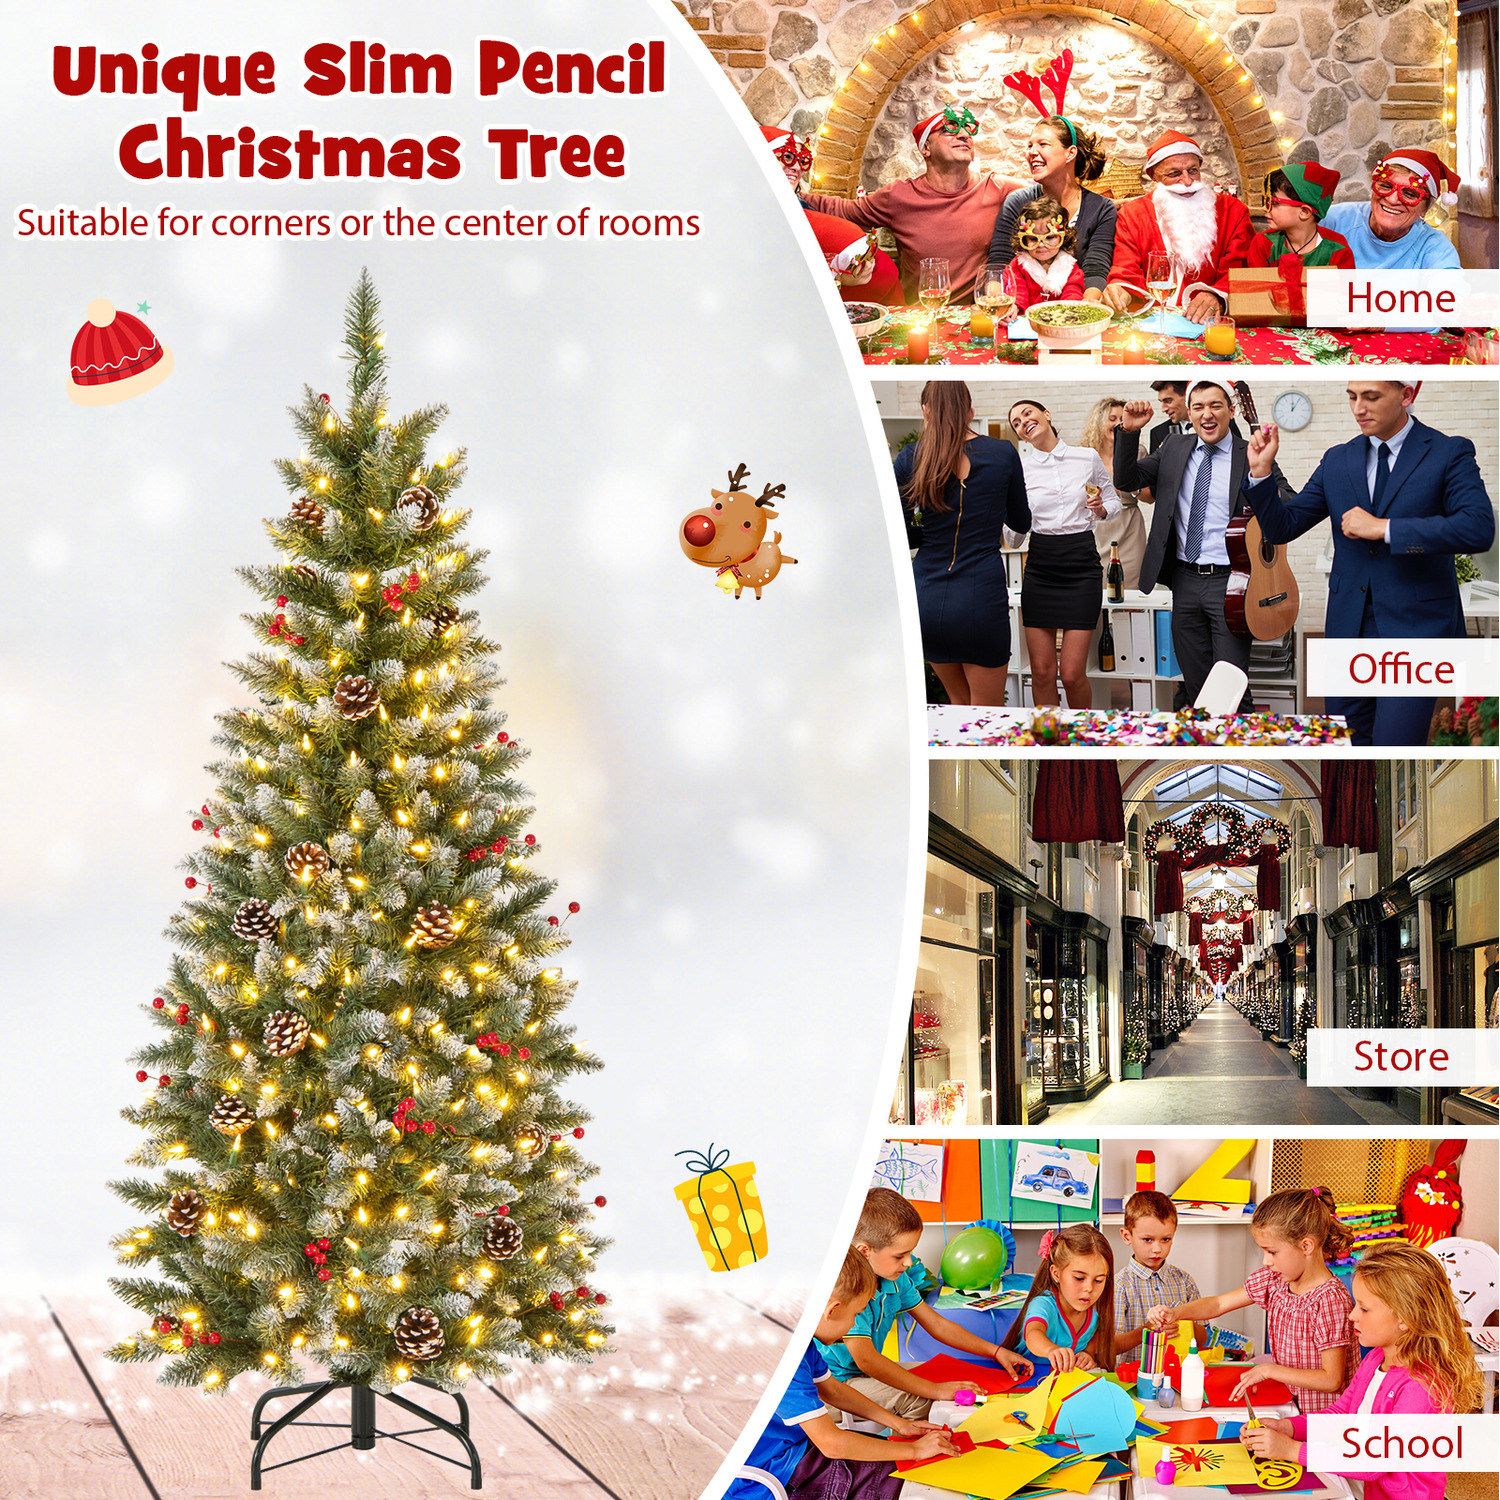 Unique Slim Pencil
Christmas Tree
Suitable for corners or the center of rooms
Home
Office
Store
School